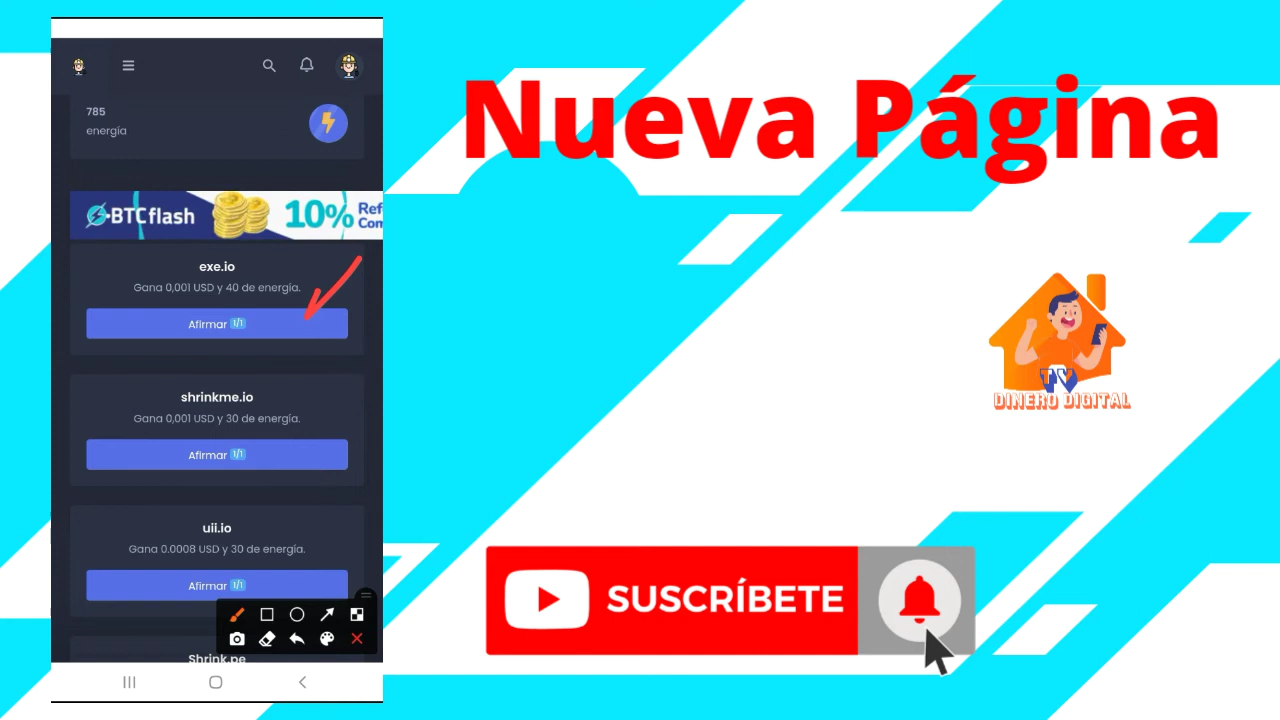 785
energía
BTCflash
10%
exe.io
Gana 0,001 USD y 40 de energía.
Afirmar 1/1
shrinkme.io
Gana 0,001 USD y 30 de energía.
Afirmar 1/1
uii.io
Gana 0.0008 USD y 30 de energía.
Afirmar 1/1
Shrink.pe
Nueva Página
TV
DINERO DIGITAL
SUSCRÍBETE